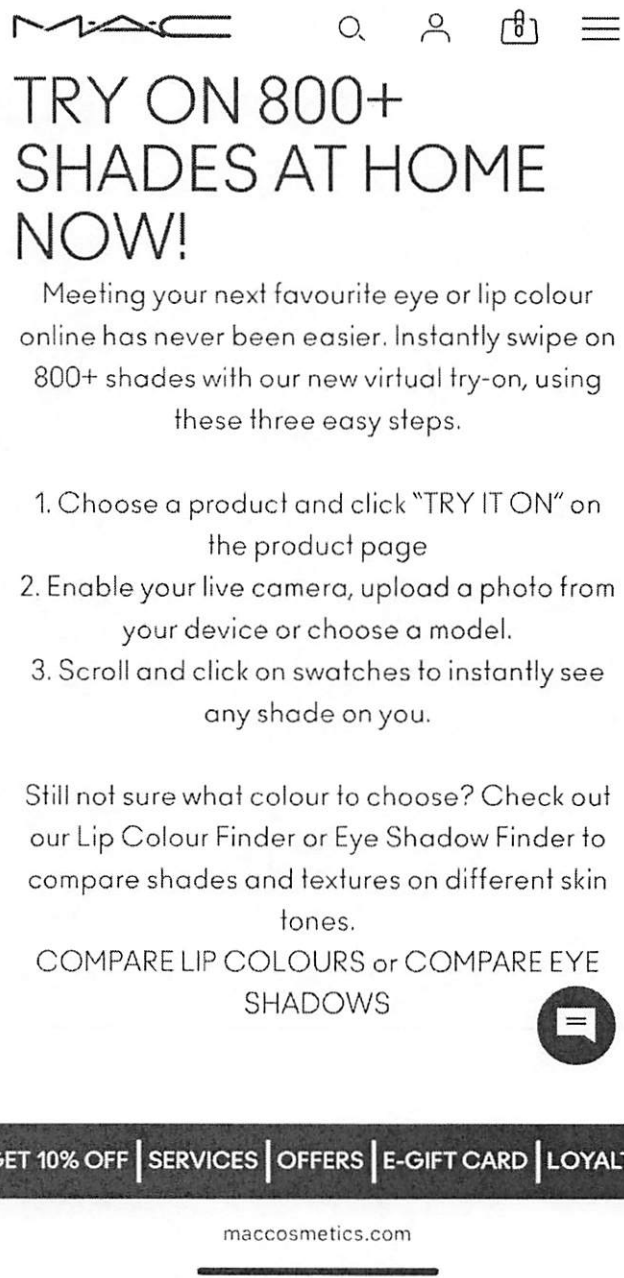 MAC
0
TRY ON 800+
SHADES AT HOME
NOW!
Meeting your next favourite eye or lip colour
online has never been easier. Instantly swipe on
800+ shades with our new virtual try-on, using
these three easy steps.
1. Choose a product and click “TRY IT ON” on
the product page
2. Enable your live camera, upload a photo from
your device or choose a model.
3. Scroll and click on swatches to instantly see
any shade on you.
Still not sure what colour to choose? Check out
our Lip Colour Finder or Eye Shadow Finder to
compare shades and textures on different skin
tones.
COMPARE LIP COLOURS or COMPARE EYE
SHADOWS
GET 10% OFF | SERVICES | OFFERS | E-GIFT CARD | LOYALT
maccosmetics.com